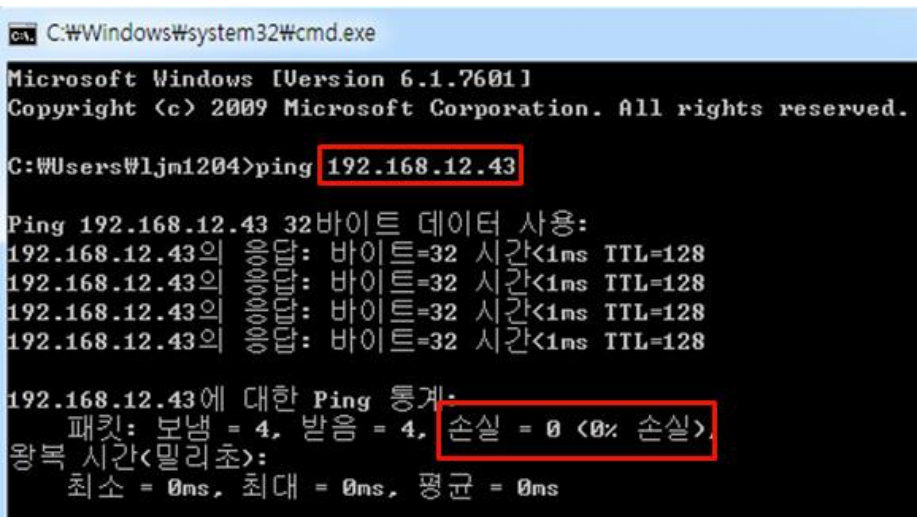 C:₩Windows₩system32₩cmd.exe
Microsoft Windows [Version 6.1.7601]
Copyright (c) 2009 Microsoft Corporation. All rights reserved.
C:₩Users₩ljm1204>ping 192.168.12.43
Ping 192.168.12.43 32바이트 데이터 사용:
192.168.12.43의 응답: 바이트=32 시간<1ms TTL=128
192.168.12.43의 응답: 바이트=32 시간<1ms TTL=128
192.168.12.43의 응답: 바이트=32 시간<1ms TTL=128
192.168.12.43의 응답: 바이트=32 시간<1ms TTL=128
192.168.12.43에 대한 Ping 통계:
패킷: 보냄 = 4, 받음 = 4, 손실 = 0 (0% 손실),
왕복 시간(밀리초):
최소 = 0ms, 최대 = 0ms, 평균 = 0ms